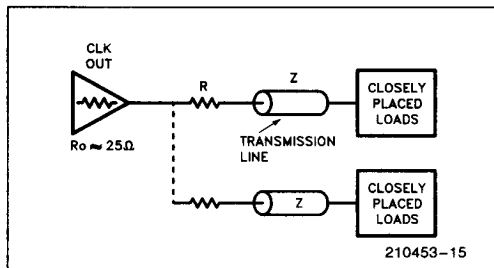 CLK
OUT
Ro ≈ 25Ω
R
Z
TRANSMISSION
LINE
CLOSELY
PLACED
LOADS
Z
CLOSELY
PLACED
LOADS
210453-15